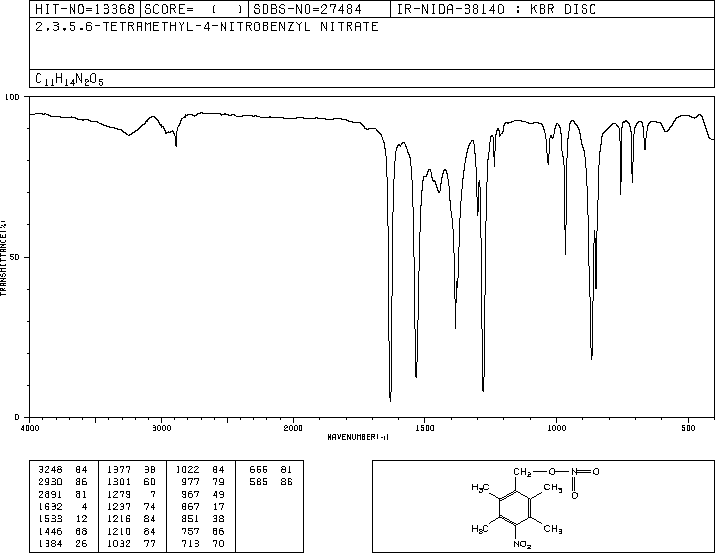 HIT-NO=13368 SCORE= ( ) SDBS-NO=27484 IR-NIDA-38140 : KBR DISC
2,3,5,6-TETRAMETHYL-4-NITROBENZYL NITRATE
C11H14N2O5
100
TRANSMITTANCE(%)
50
0
4000 3000 2000 1500 1000 500
WAVENUMBER(-1)
3248 84 1377 38 1022 84 666 81
2930 86 1301 60 977 79 585 86
2891 81 1279 7 967 49
1632 4 1237 74 867 17
1533 12 1216 84 851 38
1446 68 1210 84 757 66
1384 26 1032 77 713 70
CH2 O N O
O
H3C CH3
H3C CH3
NO2